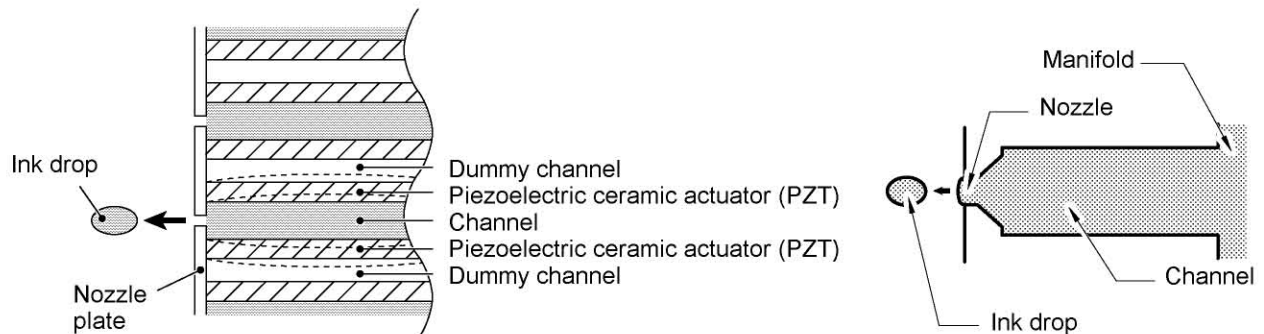 Ink drop
Nozzle
plate
Dummy channel
Piezoelectric ceramic actuator (PZT)
Channel
Piezoelectric ceramic actuator (PZT)
Dummy channel
Manifold
Nozzle
Channel
Ink drop